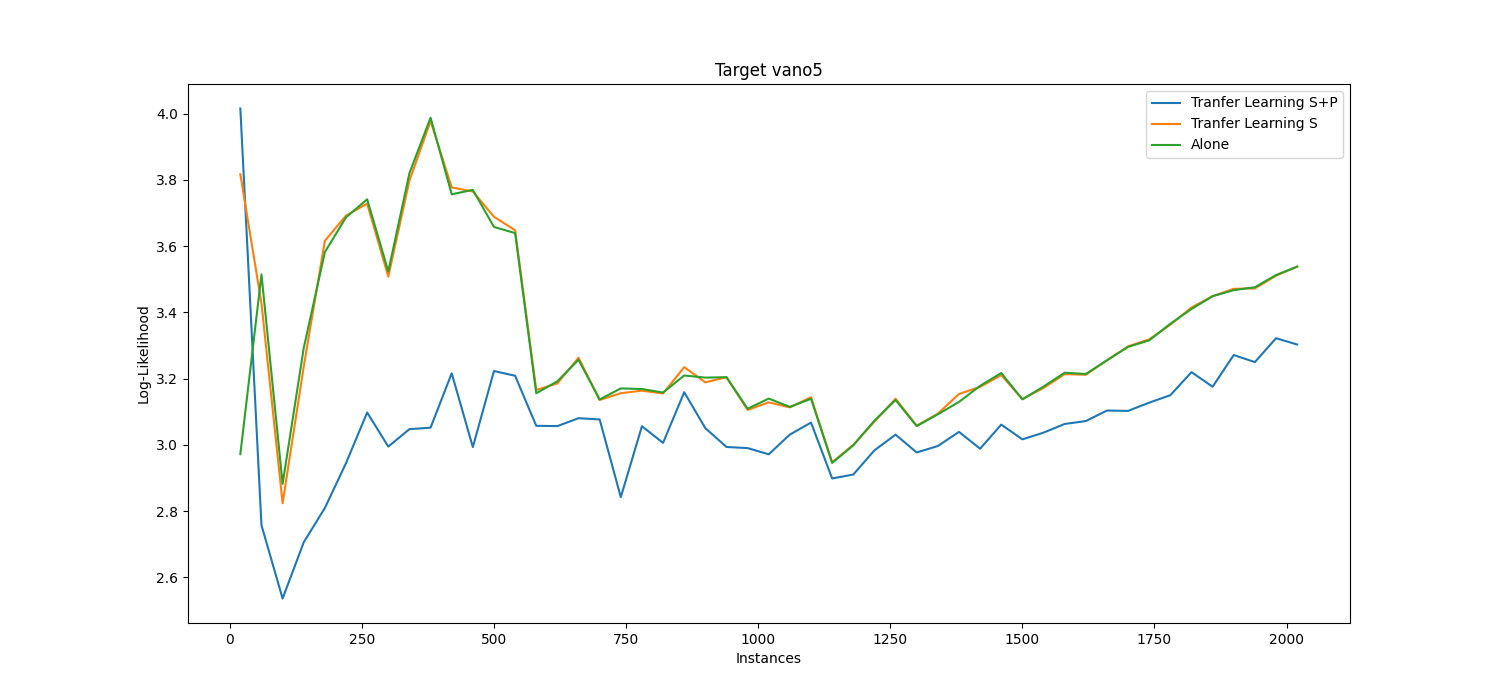 Target vano5
Tranfer Learning S+P
Tranfer Learning S
Alone
Log-Likelihood
4.0
3.8
3.6
3.4
3.2
3.0
2.8
2.6
0 250 500 750 1000 1250 1500 1750 2000
Instances